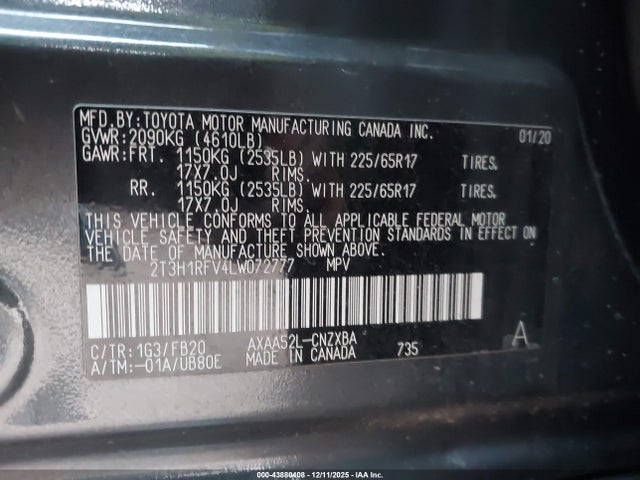 MFD.BY:TOYOTA MOTOR MANUFACTURING CANADA INC. 01/20
GVWR:2090KG (4610LB)
GAWR:FRT. 1150KG (2535LB) WITH 225/65R17 TIRES,
17X7.0J RIMS.
RR. 1150KG (2535LB) WITH 225/65R17 TIRES,
17X7.0J RIMS.
THIS VEHICLE CONFORMS TO ALL APPLICABLE FEDERAL MOTOR
VEHICLE SAFETY AND THEFT PREVENTION STANDARDS IN EFFECT ON
THE DATE OF MANUFACTURE SHOWN ABOVE.
2T3H1RFV4LW072777 MPV
C/TR:1G3/FB20 AXAA52L-CNZXBA A
A/TM:-01A/UB80E MADE IN CANADA 735
000-43880408 - 12/11/2025 - IAA Inc.